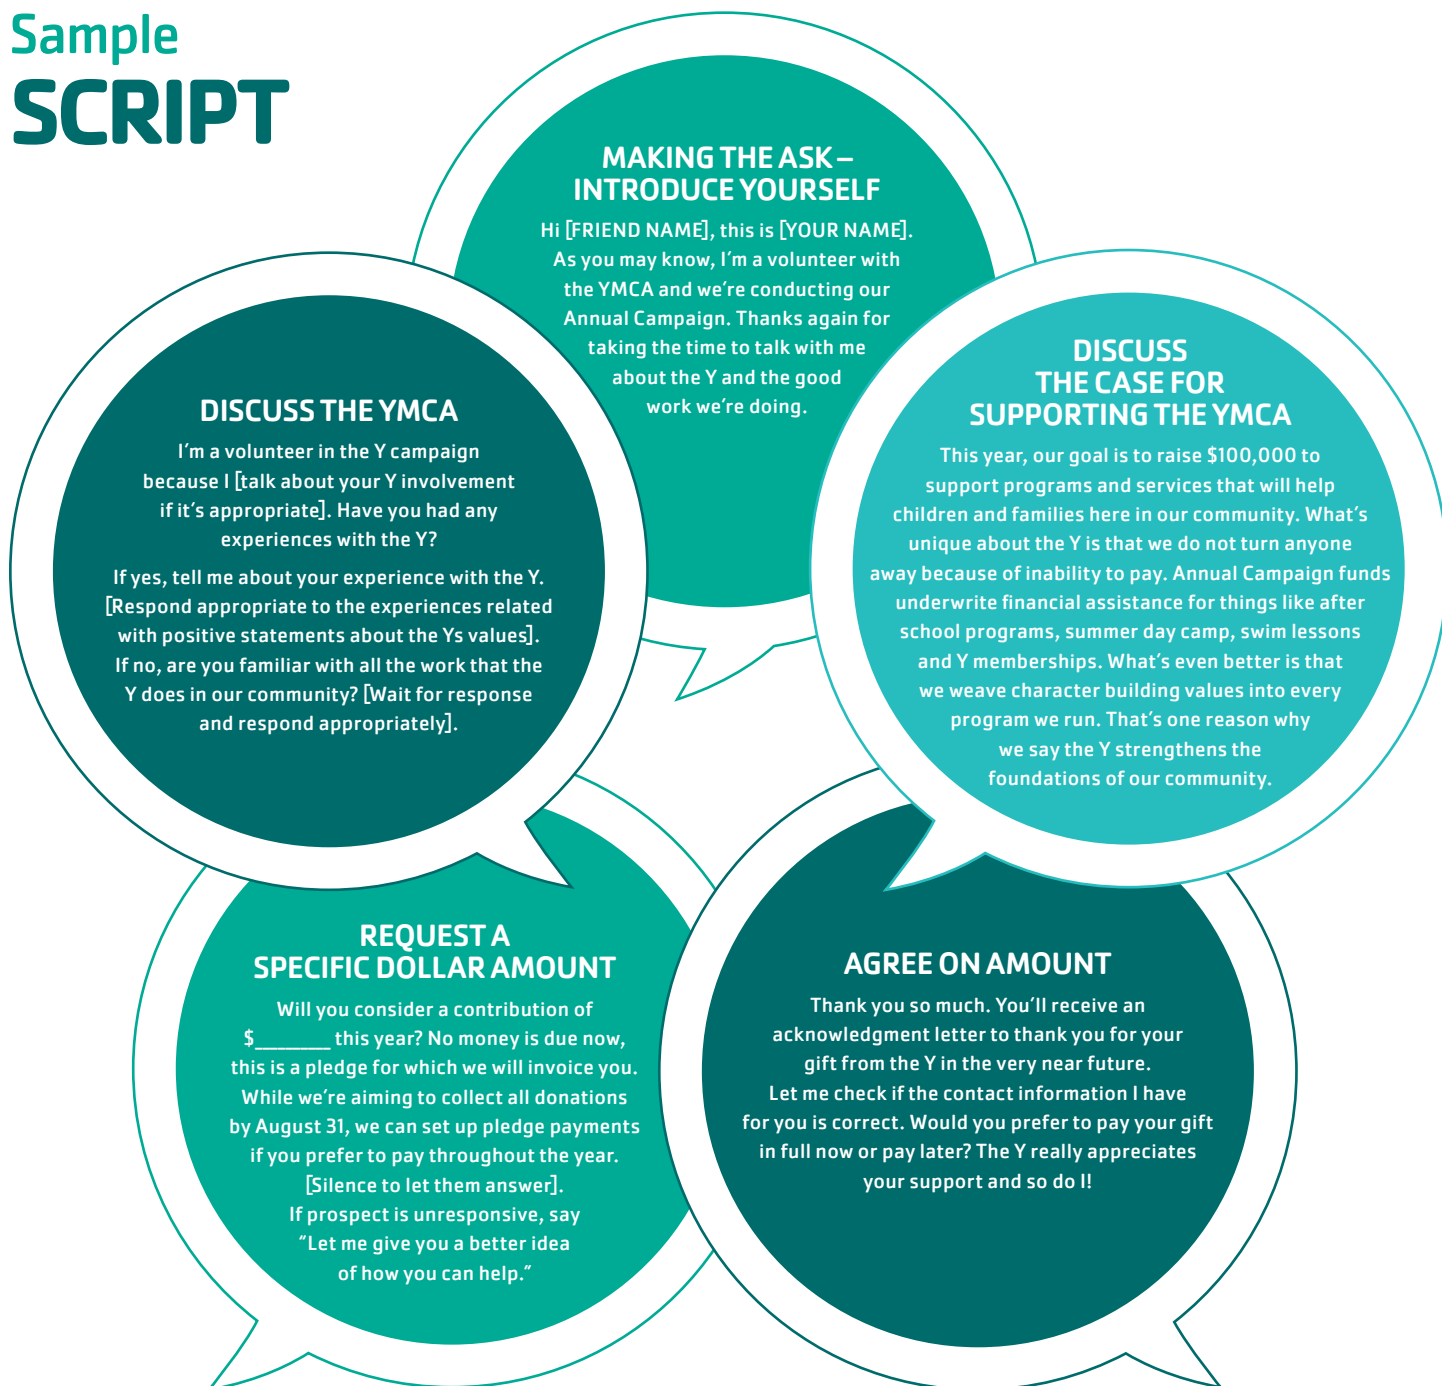 Sample
SCRIPT
MAKING THE ASK –
INTRODUCE YOURSELF
Hi [FRIEND NAME], this is [YOUR NAME].
As you may know, I'm a volunteer with
the YMCA and we're conducting our
Annual Campaign. Thanks again for
taking the time to talk with me
about the Y and the good
work we're doing.
DISCUSS THE YMCA
I'm a volunteer in the Y campaign
because I [talk about your Y involvement
if it's appropriate]. Have you had any
experiences with the Y?
If yes, tell me about your experience with the Y.
[Respond appropriate to the experiences related
with positive statements about the Ys values].
If no, are you familiar with all the work that the
Y does in our community? [Wait for response
and respond appropriately].
DISCUSS
THE CASE FOR
SUPPORTING THE YMCA
This year, our goal is to raise $100,000 to
support programs and services that will help
children and families here in our community. What's
unique about the Y is that we do not turn anyone
away because of inability to pay. Annual Campaign funds
underwrite financial assistance for things like after
school programs, summer day camp, swim lessons
and Y memberships. What's even better is that
we weave character building values into every
program we run. That's one reason why
we say the Y strengthens the
foundations of our community.
REQUEST A
SPECIFIC DOLLAR AMOUNT
Will you consider a contribution of
$________ this year? No money is due now,
this is a pledge for which we will invoice you.
While we're aiming to collect all donations
by August 31, we can set up pledge payments
if you prefer to pay throughout the year.
[Silence to let them answer].
If prospect is unresponsive, say
"Let me give you a better idea
of how you can help."
AGREE ON AMOUNT
Thank you so much. You'll receive an
acknowledgment letter to thank you for your
gift from the Y in the very near future.
Let me check if the contact information I have
for you is correct. Would you prefer to pay your gift
in full now or pay later? The Y really appreciates
your support and so do I!